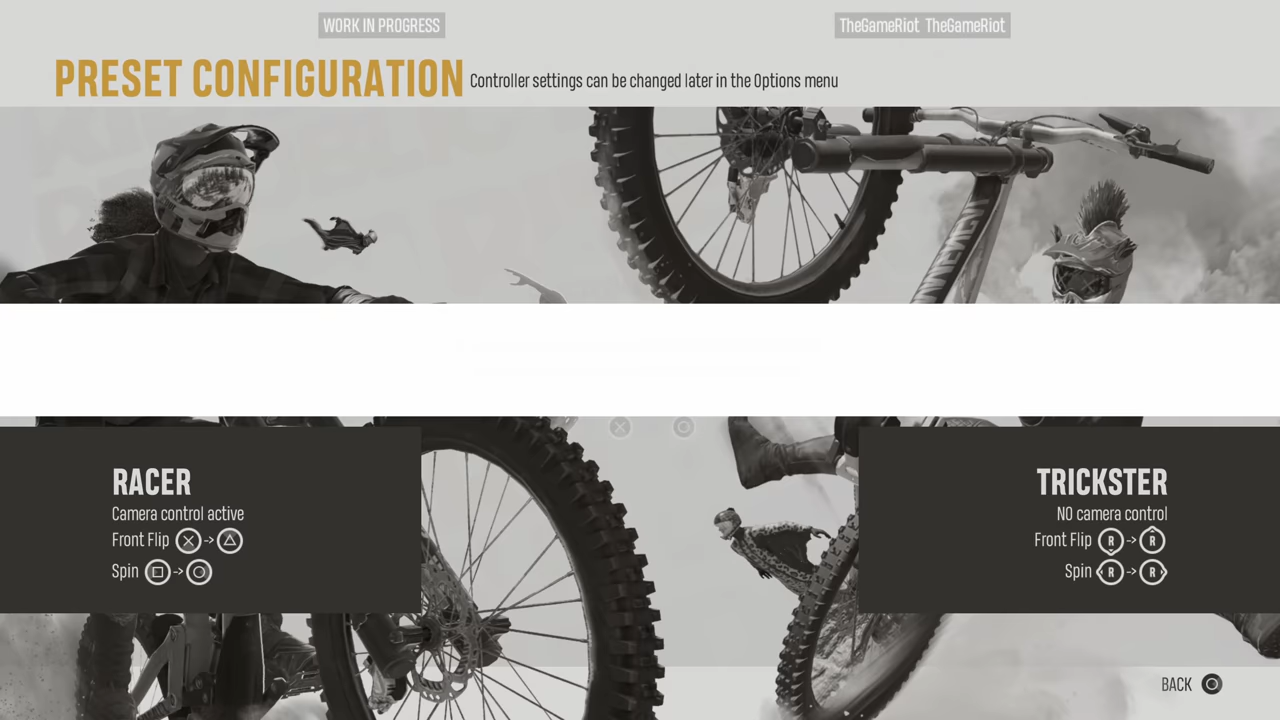 WORK IN PROGRESS
TheGameRiot TheGameRiot
PRESET CONFIGURATION Controller settings can be changed later in the Options menu
RACER
Camera control active
Front Flip
Spin
TRICKSTER
NO camera control
Front Flip R -> R
Spin R -> R
BACK